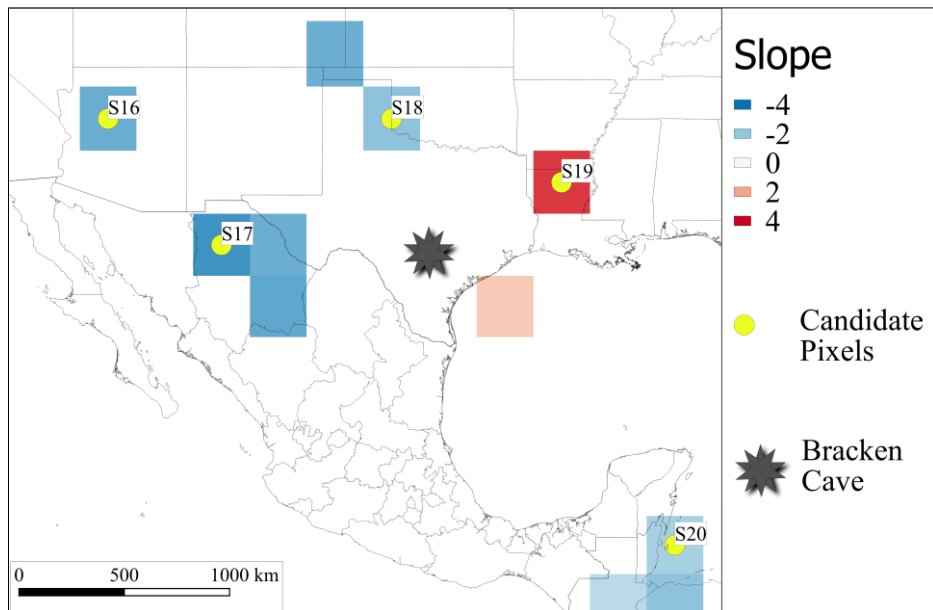 Slope
-4
-2
0
2
4
S16
S18
S19
S17
Candidate
Pixels
Bracken
Cave
S20
0 500 1000 km